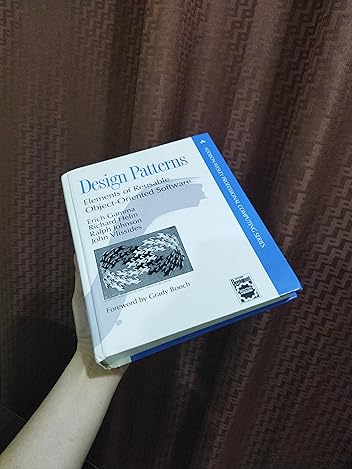 Design Patterns
Elements of Reusable
Object-Oriented Software
Erich Gamma
Richard Helm
Ralph Johnson
John Vlissides
Foreword by Grady Booch
ADDISON-WESLEY PROFESSIONAL COMPUTING SERIES